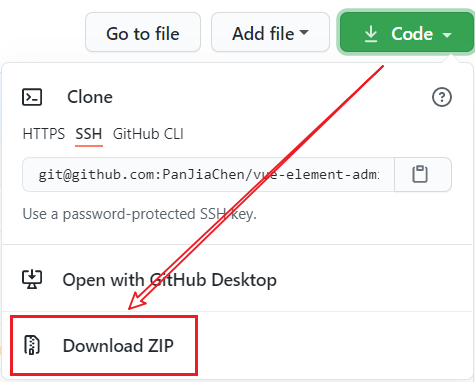 Go to file Add file Code
Clone
HTTPS SSH GitHub CLI
git@github.com:PanJiaChen/vue-element-admi
Use a password-protected SSH key.
Open with GitHub Desktop
Download ZIP